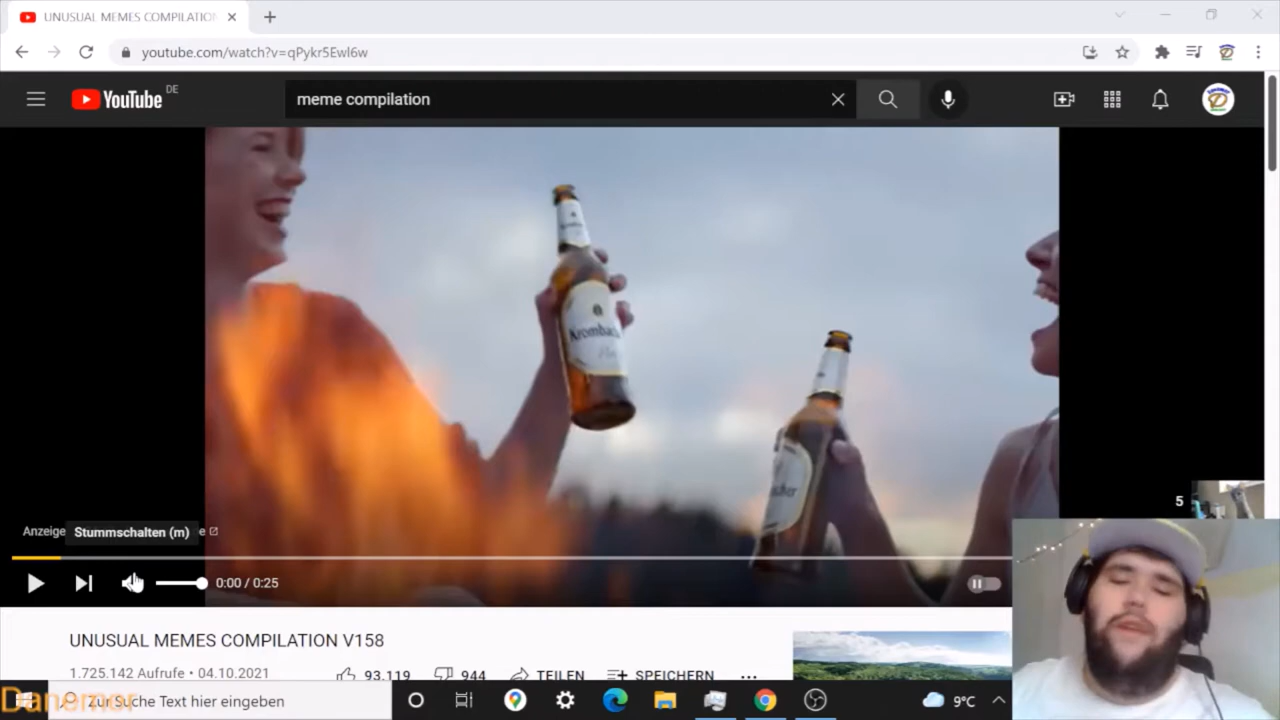 UNUSUAL MEMES COMPILATION
youtube.com/watch?v=qPykr5Ewl6w
YouTube DE
meme compilation
Krombacher
5
Anzeige
Stummschalten (m)
0:00 / 0:25
UNUSUAL MEMES COMPILATION V158
1.725.142 Aufrufe • 04.10.2021
93.119
944
TEILEN
SPEICHERN
Danemor
Zur Suche Text hier eingeben
9°C